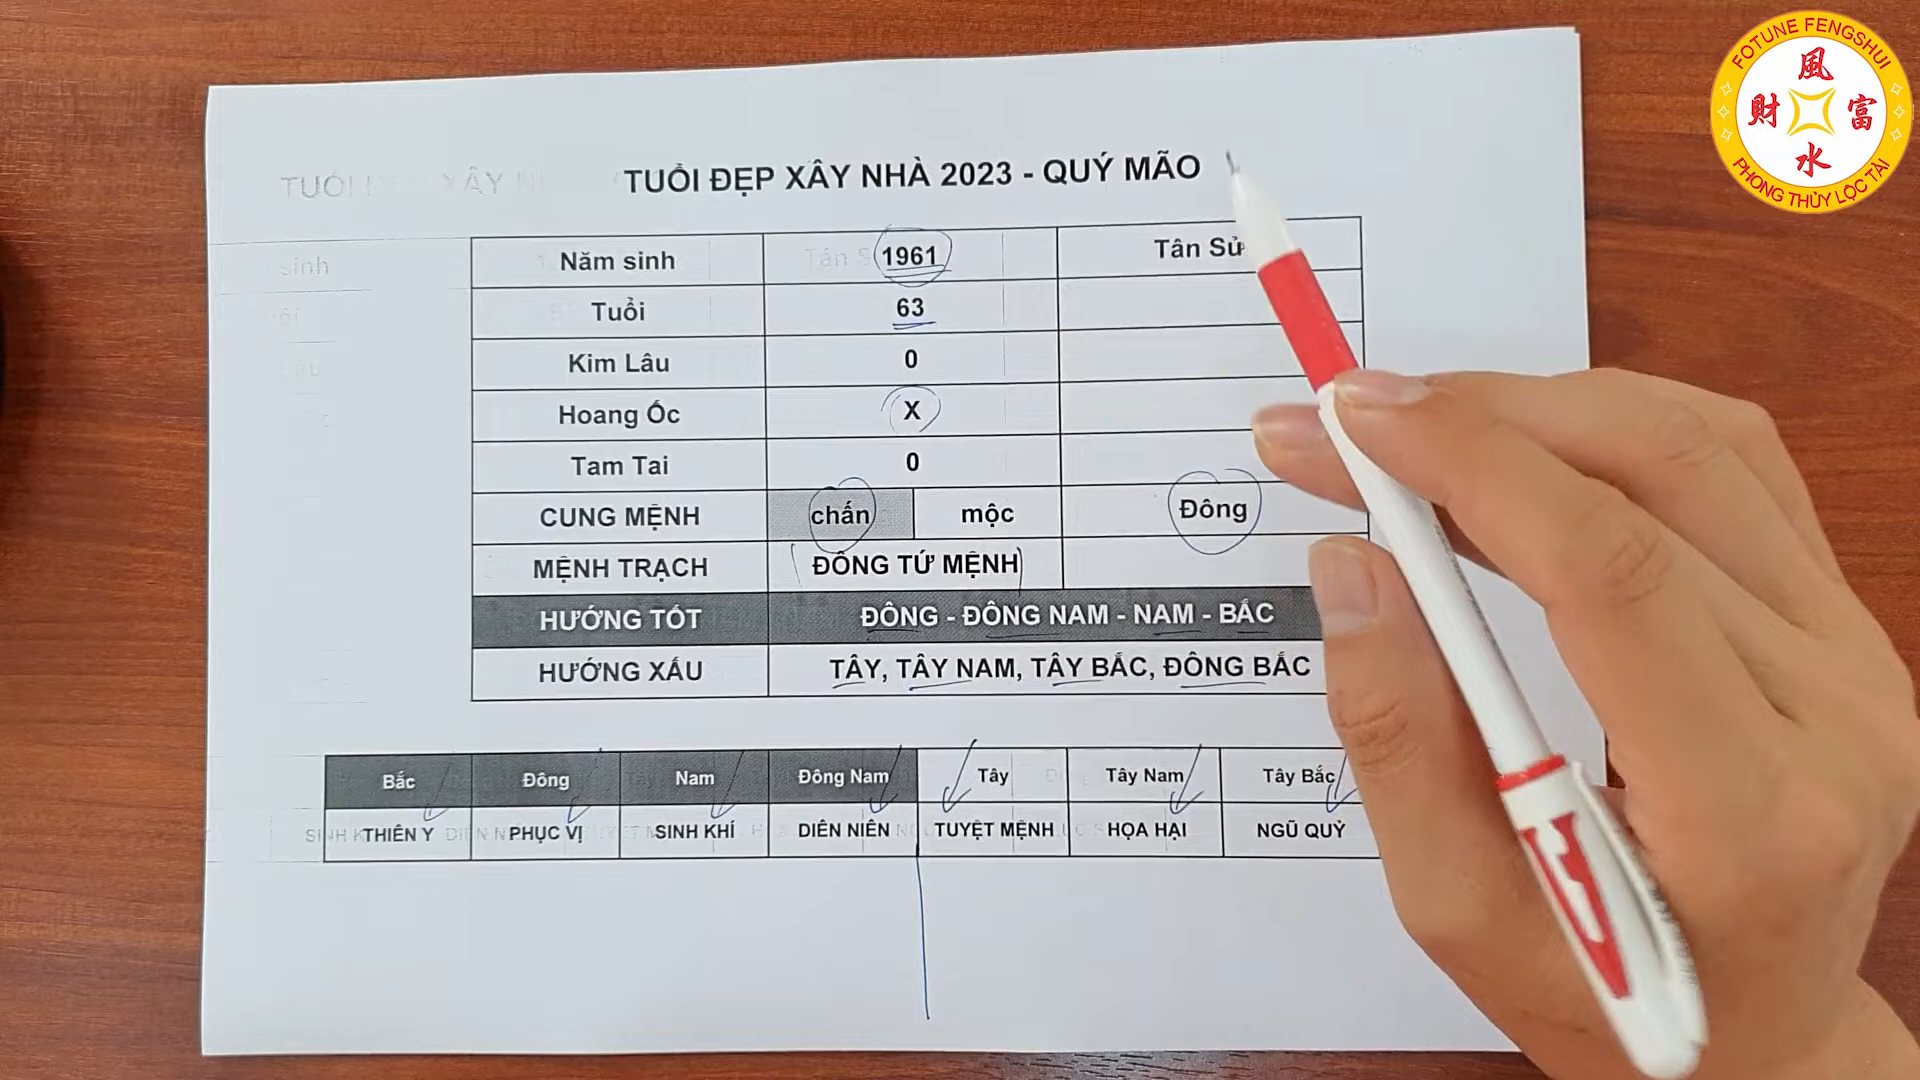 FOTUNE FENGSHUI
風
財 富
水
PHONG THỦY LỘC TÀI
TUỔI ĐẸP XÂY NHÀ 2023 - QUÝ MÃO
Năm sinh 1961 Tân Sử
Tuổi 63
Kim Lâu 0
Hoang Ốc X
Tam Tai 0
CUNG MỆNH chấn mộc Đông
MỆNH TRẠCH ĐÔNG TỨ MỆNH
HƯỚNG TỐT ĐÔNG - ĐÔNG NAM - NAM - BẮC
HƯỚNG XẤU TÂY, TÂY NAM, TÂY BẮC, ĐÔNG BẮC
Bắc Đông Nam Đông Nam Tây Tây Nam Tây Bắc
THIÊN Y PHỤC VỊ SINH KHÍ DIÊN NIÊN TUYỆT MỆNH HỌA HẠI NGŨ QUỶ